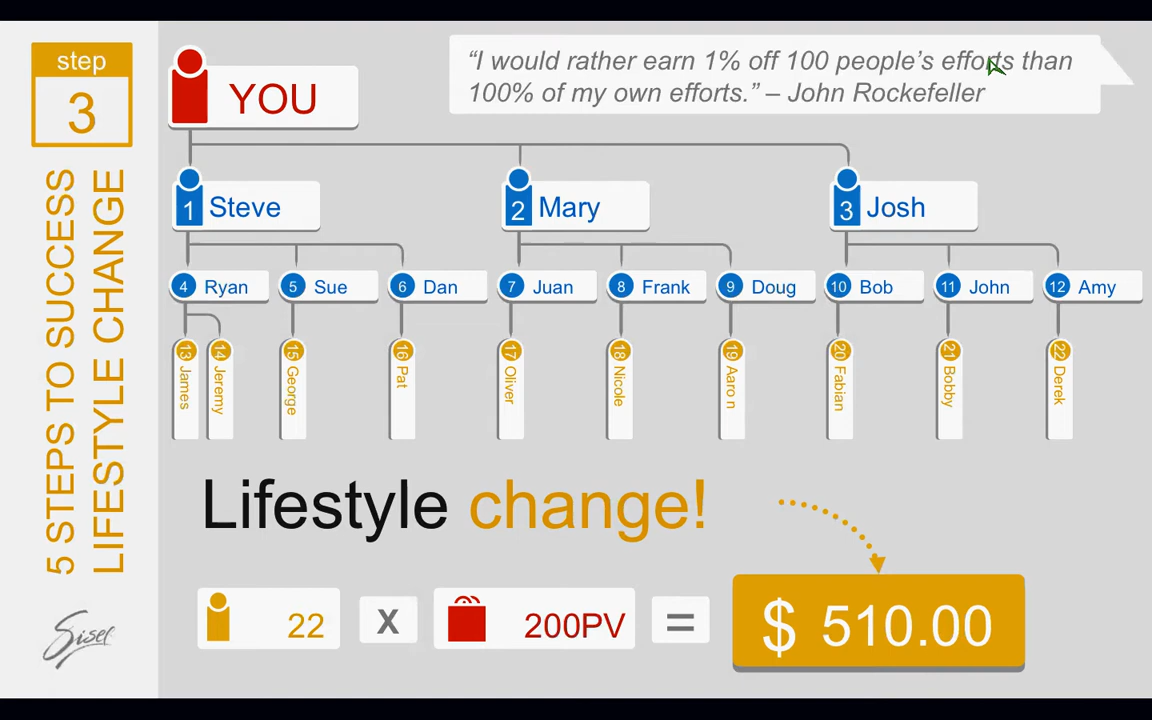 step
3
5 STEPS TO SUCCESS
LIFESTYLE CHANGE
Sisel
“I would rather earn 1% off 100 people’s efforts than
100% of my own efforts.” – John Rockefeller
YOU
1 Steve
2 Mary
3 Josh
4 Ryan
5 Sue
6 Dan
7 Juan
8 Frank
9 Doug
10 Bob
11 John
12 Amy
13 James
14 Jeremy
15 George
16 Pat
17 Oliver
18 Nicole
19 Aaro n
20 Fabian
21 Bobby
22 Derek
Lifestyle change!
22 X 200PV = $ 510.00